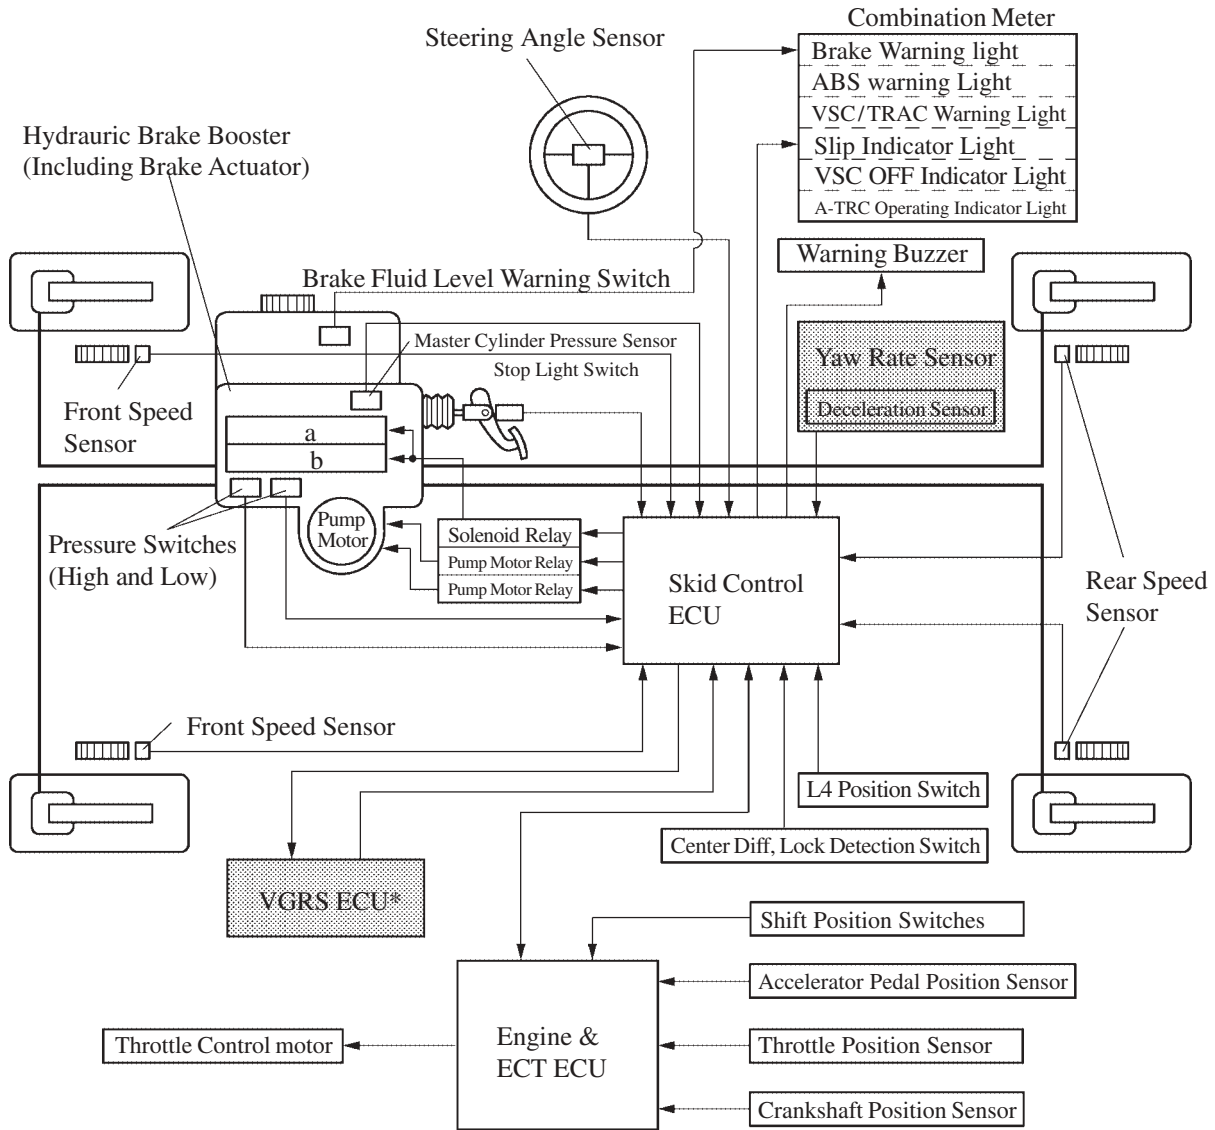 Combination Meter
Steering Angle Sensor
Brake Warning light
ABS warning Light
VSC/TRAC Warning Light
Slip Indicator Light
VSC OFF Indicator Light
A-TRC Operating Indicator Light
Hydrauric Brake Booster
(Including Brake Actuator)
Warning Buzzer
Brake Fluid Level Warning Switch
Master Cylinder Pressure Sensor
Stop Light Switch
Yaw Rate Sensor
Deceleration Sensor
Front Speed
Sensor
a
b
Pump
Motor
Pressure Switches
(High and Low)
Solenoid Relay
Pump Motor Relay
Pump Motor Relay
Skid Control
ECU
Rear Speed
Sensor
Front Speed Sensor
L4 Position Switch
Center Diff, Lock Detection Switch
VGRS ECU*
Shift Position Switches
Accelerator Pedal Position Sensor
Engine &
ECT ECU
Throttle Control motor
Throttle Position Sensor
Crankshaft Position Sensor